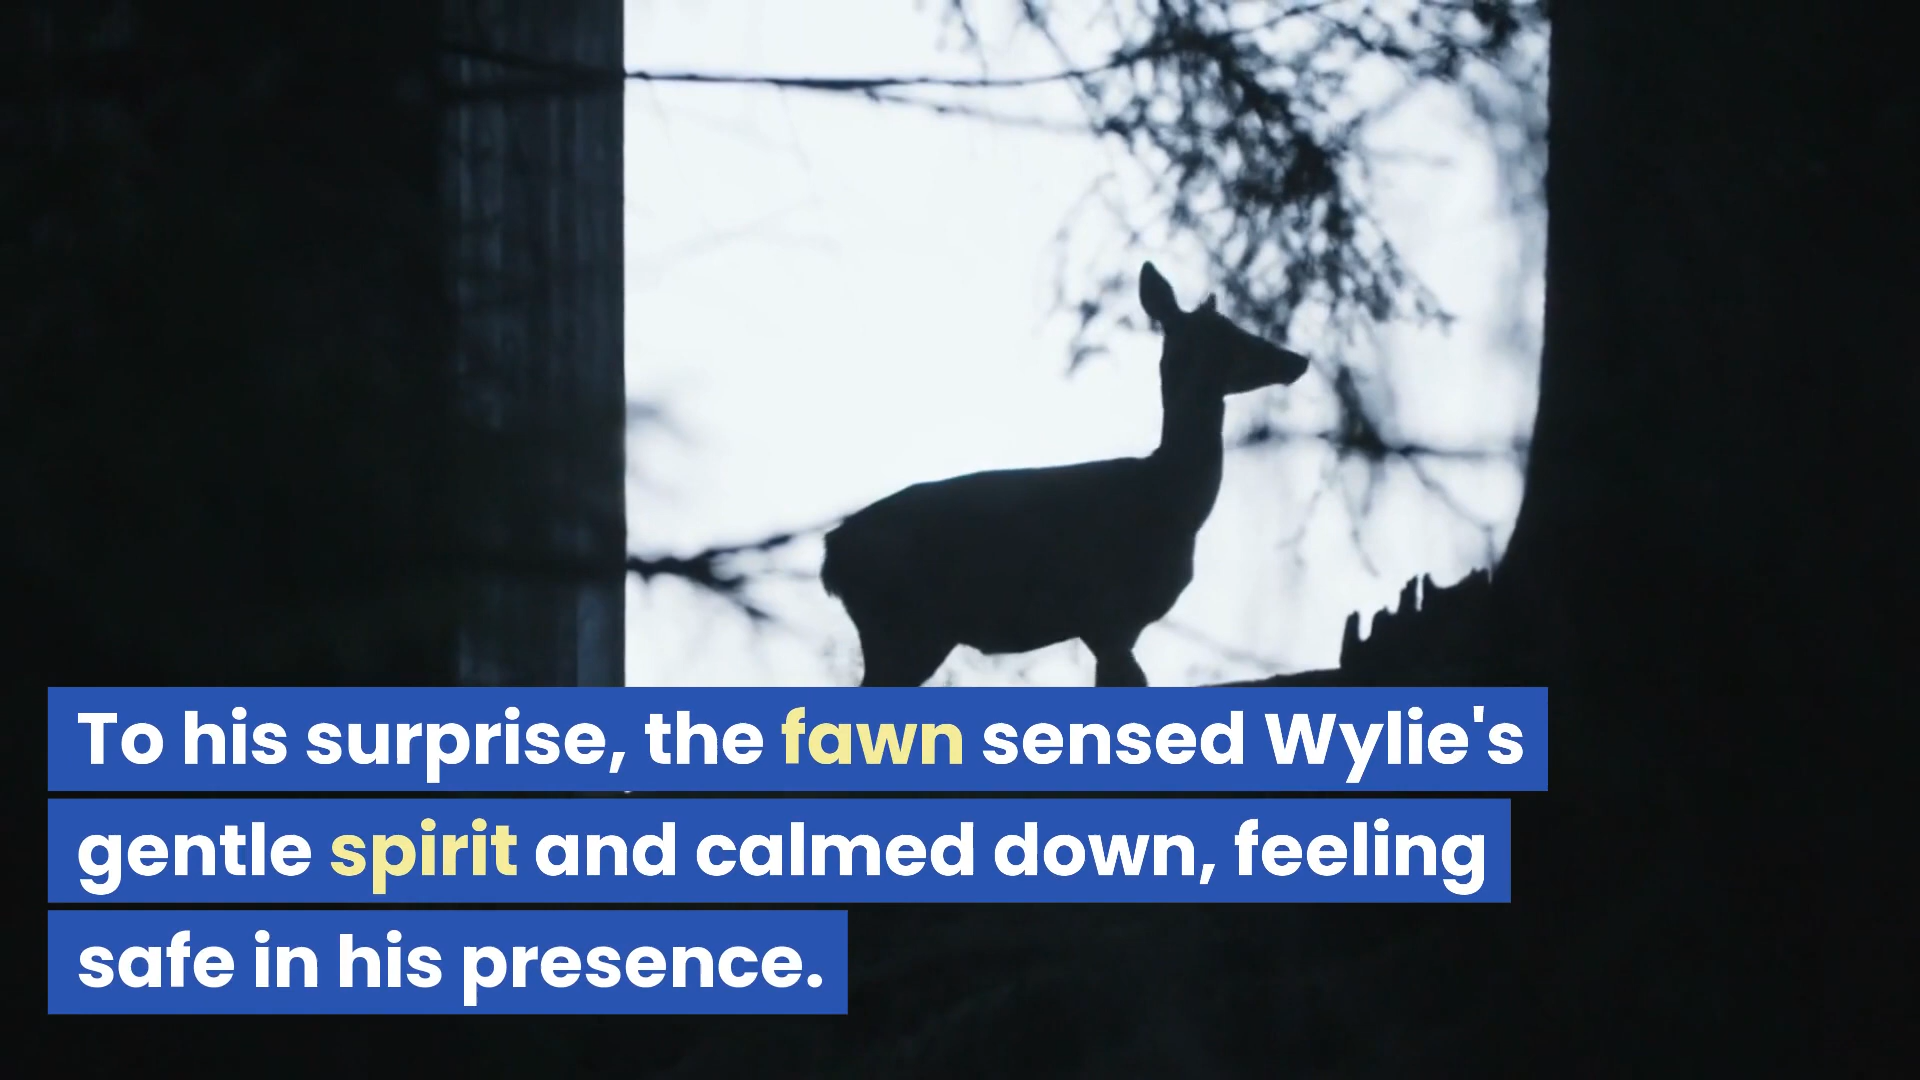 To his surprise, the fawn sensed Wylie's
gentle spirit and calmed down, feeling
safe in his presence.